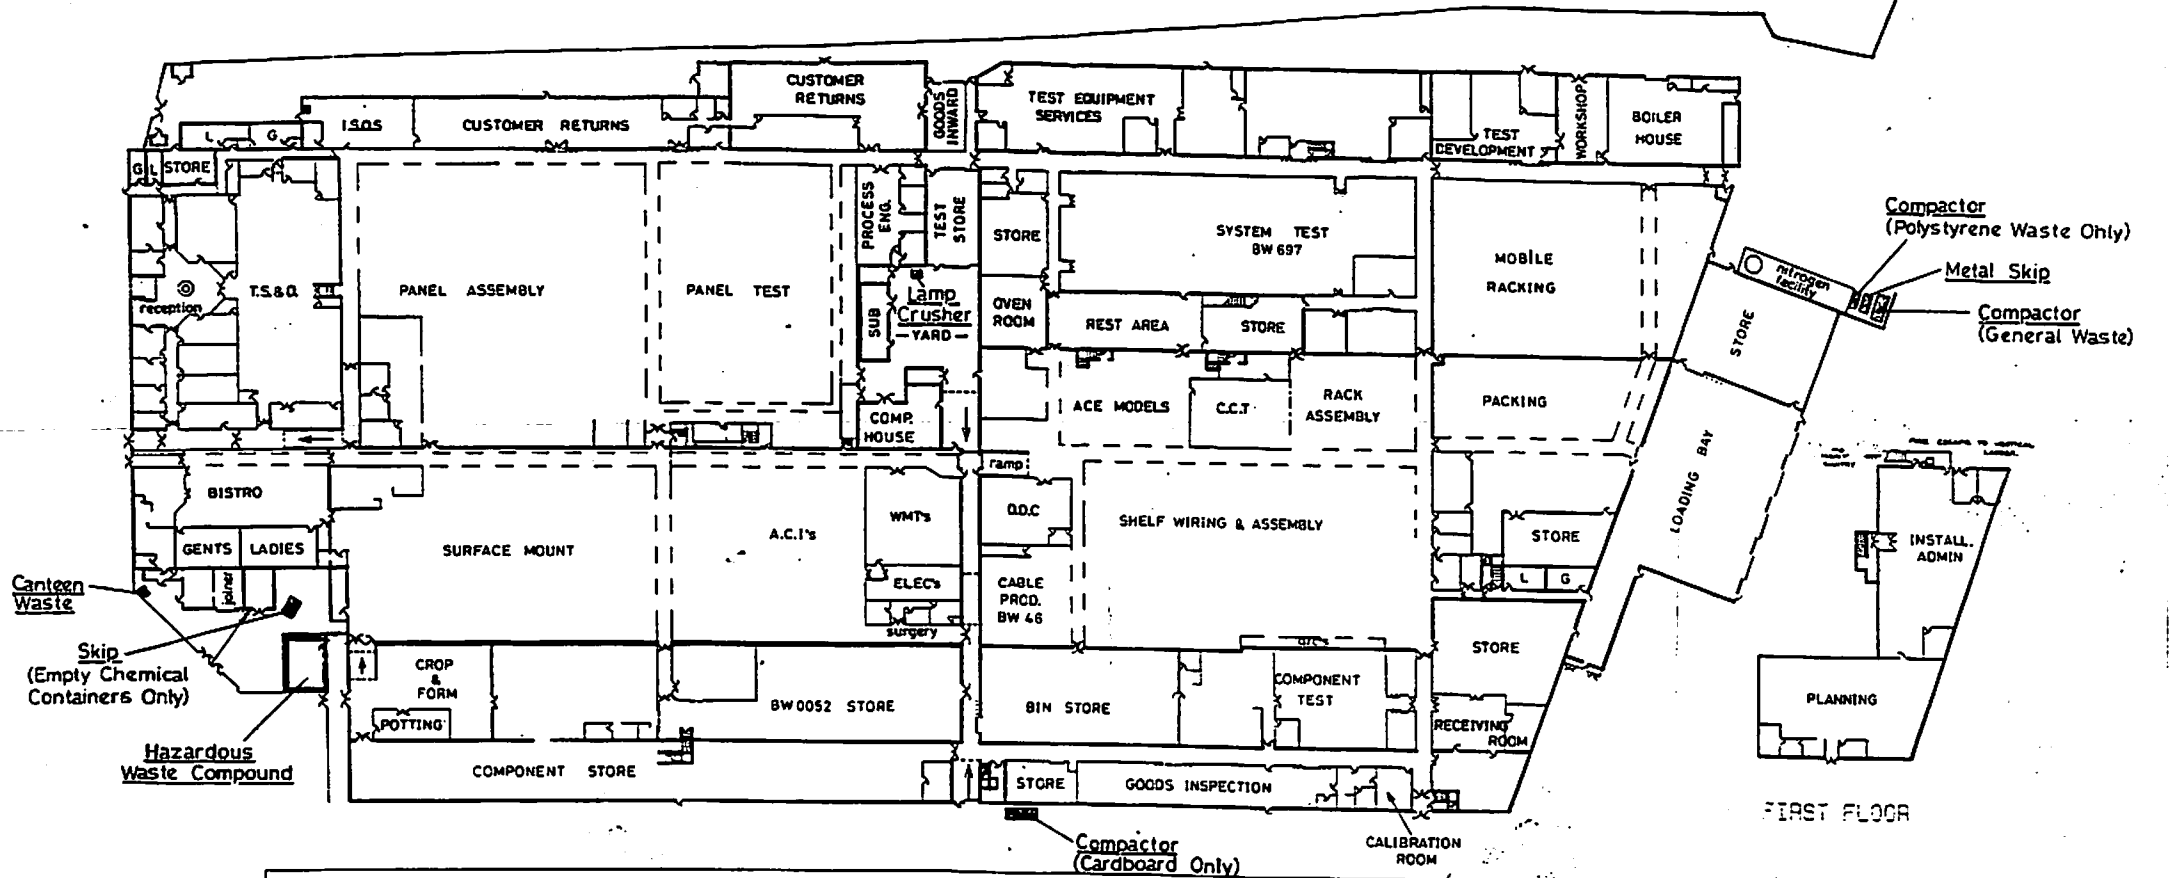 CUSTOMER
RETURNS
GOODS
INWARD
TEST EQUIPMENT
SERVICES
I.S.O.S
CUSTOMER RETURNS
L
G
TEST
DEVELOPMENT
WORKSHOP
BOILER
HOUSE
G
L
STORE
PROCESS
ENG.
TEST
STORE
STORE
SYSTEM TEST
BW 697
MOBILE
RACKING
Compactor
(Polystyrene Waste Only)
nitrogen
facility
Metal Skip
Compactor
(General Waste)
reception
T.S.& Q.
PANEL ASSEMBLY
PANEL TEST
SUB
Lamp
Crusher
YARD
OVEN
ROOM
REST AREA
STORE
STORE
ACE MODELS
C.C.T
RACK
ASSEMBLY
PACKING
COMP.
HOUSE
LOADING BAY
ramp
BISTRO
GENTS
LADIES
SURFACE MOUNT
A.C.I's
WMT's
O.D.C
SHELF WIRING & ASSEMBLY
STORE
INSTALL.
ADMIN
L
G
Canteen
Waste
joiner
ELEC's
surgery
CABLE
PROD.
BW 46
Skip
(Empty Chemical
Containers Only)
CROP
&
FORM
POTTING
BW 0052 STORE
BIN STORE
COMPONENT
TEST
STORE
RECEIVING
ROOM
PLANNING
Hazardous
Waste Compound
COMPONENT STORE
STORE
GOODS INSPECTION
FIRST FLOOR
Compactor
(Cardboard Only)
CALIBRATION
ROOM